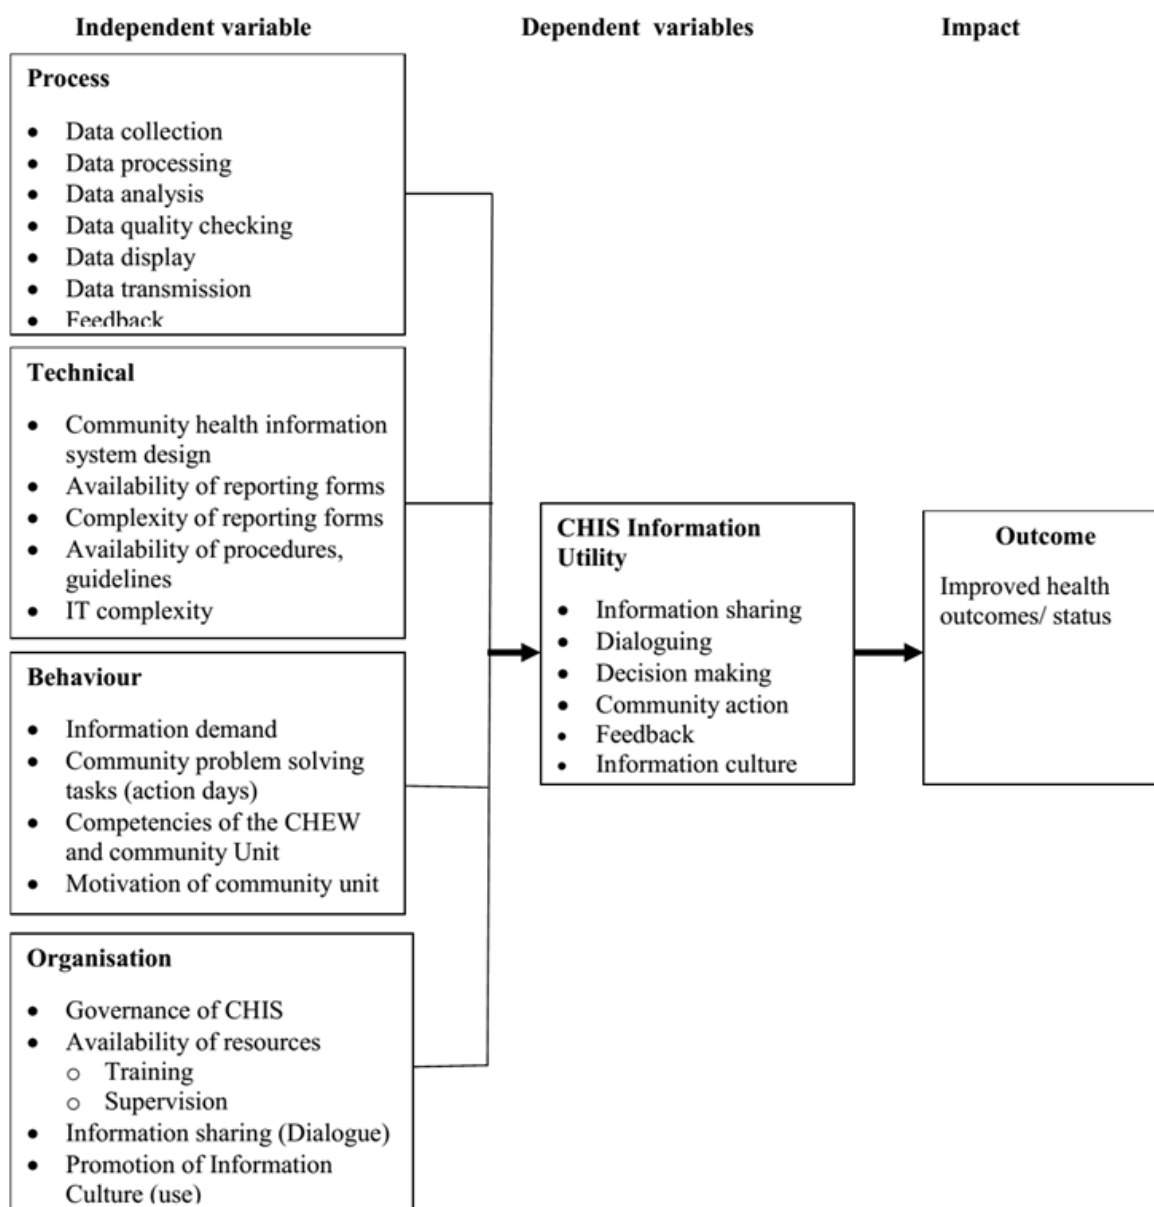 Independent variable
Dependent variables
Impact
Process
• Data collection
• Data processing
• Data analysis
• Data quality checking
• Data display
• Data transmission
• Feedback
Technical
• Community health information
system design
• Availability of reporting forms
• Complexity of reporting forms
• Availability of procedures,
guidelines
• IT complexity
Behaviour
• Information demand
• Community problem solving
tasks (action days)
• Competencies of the CHEW
and community Unit
• Motivation of community unit
Organisation
• Governance of CHIS
• Availability of resources
o Training
o Supervision
• Information sharing (Dialogue)
• Promotion of Information
Culture (use)
CHIS Information
Utility
• Information sharing
• Dialoguing
• Decision making
• Community action
• Feedback
• Information culture
Outcome
Improved health
outcomes/ status